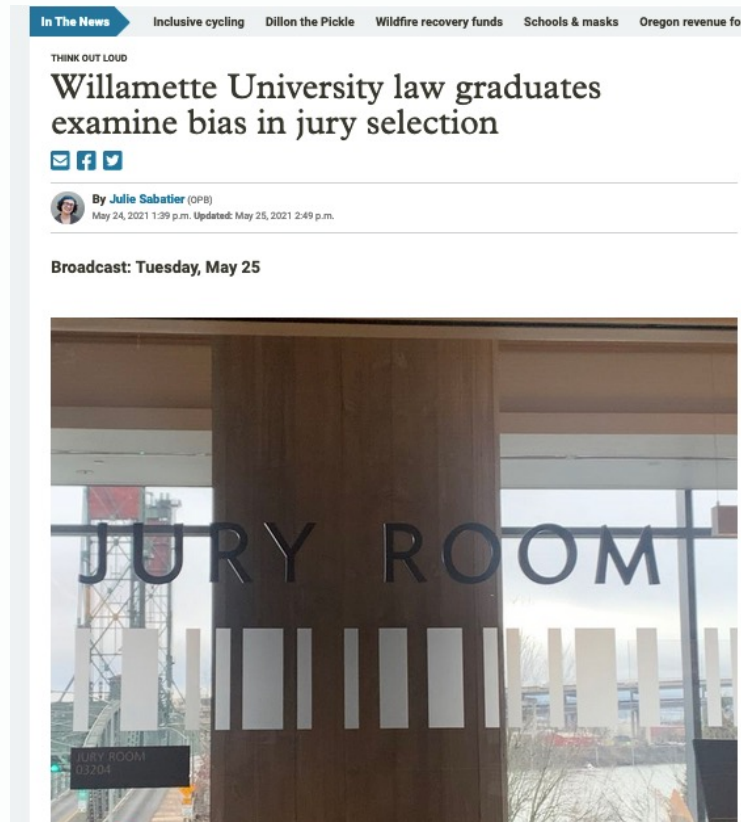 In The News Inclusive cycling Dillon the Pickle Wildfire recovery funds Schools & masks Oregon revenue fo
THINK OUT LOUD
Willamette University law graduates
examine bias in jury selection
By Julie Sabatier (OPB)
May 24, 2021 1:39 p.m. Updated: May 25, 2021 2:49 p.m.
Broadcast: Tuesday, May 25
JURY ROOM
JURY ROOM
03204